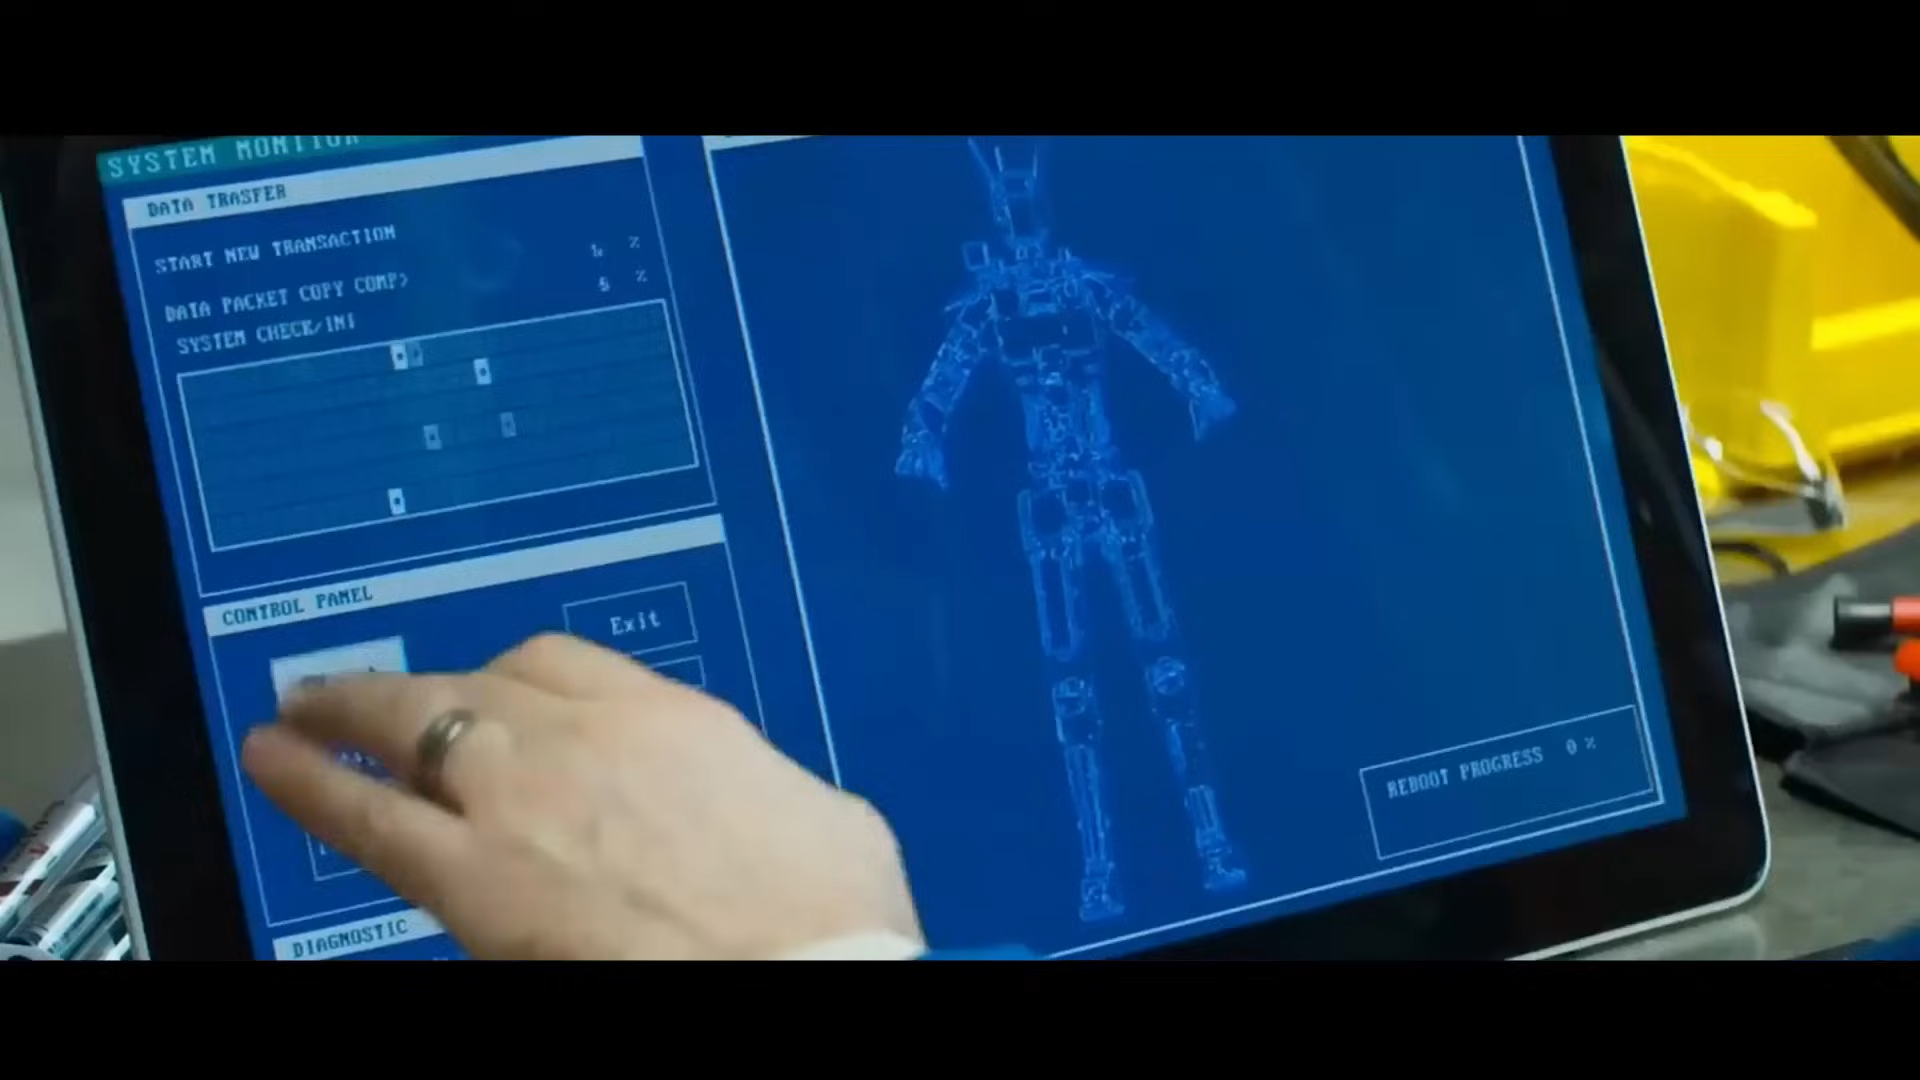 SYSTEM MONITOR
DATA TRASFER
START NEW TRANSACTION
%
DATA PACKET COPY COMP>
5 %
SYSTEM CHECK/INI
CONTROL PANEL
Exit
REBOOT PROGRESS 0 %
DIAGNOSTIC